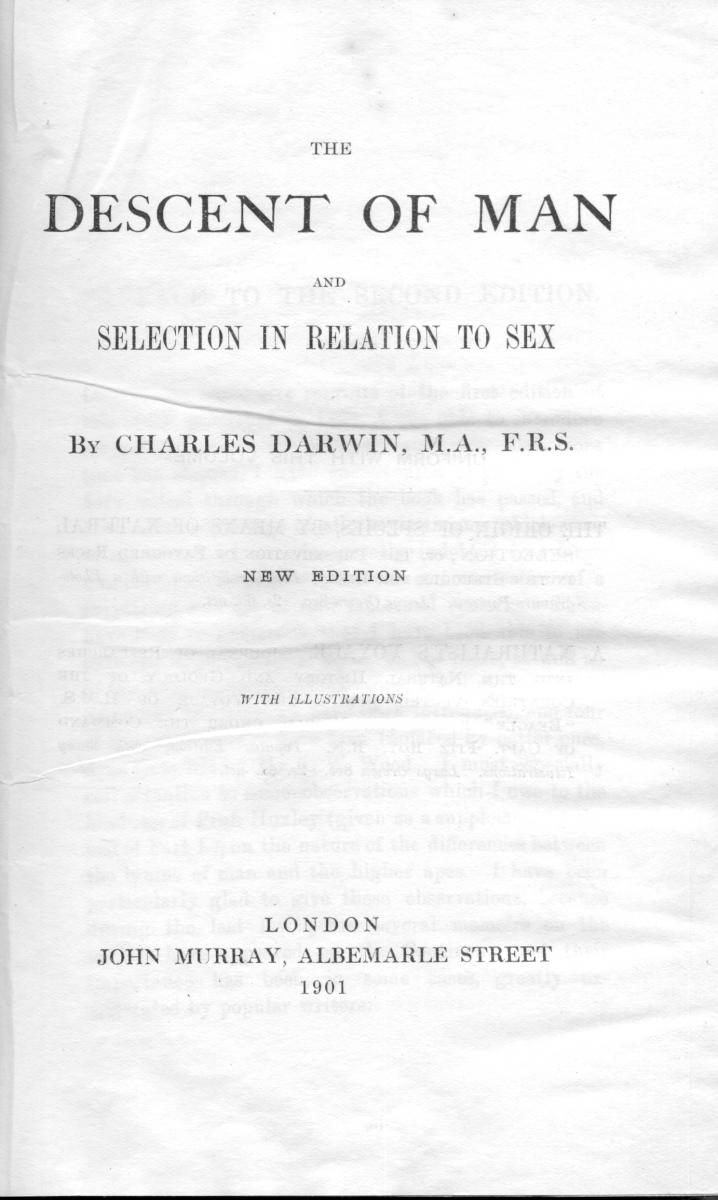 THE
DESCENT OF MAN
AND
SELECTION IN RELATION TO SEX
By CHARLES DARWIN, M.A., F.R.S.
NEW EDITION
WITH ILLUSTRATIONS
LONDON
JOHN MURRAY, ALBEMARLE STREET
1901